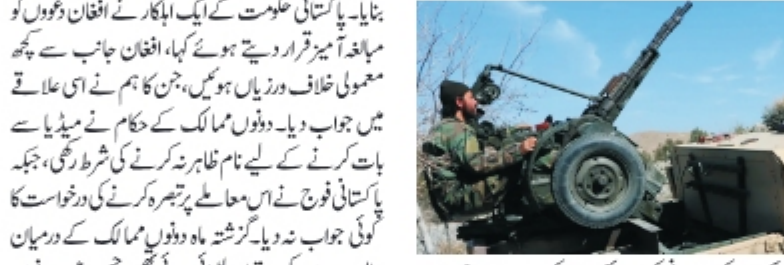 بنایا۔ پاکستانی حکومت کے ایک اہلکار نے افغان دعووں کو
مبالغہ آمیز قرار دیتے ہوئے کہا، افغان جانب سے کچھ
معمولی خلاف ورزیاں ہوئیں، جن کا ہم نے اسی علاقے
میں جواب دیا۔ دونوں ممالک کے حکام نے میڈیا سے
بات کرنے کے لیے نام ظاہر نہ کرنے کی شرط رکھی، جبکہ
پاکستانی فوج نے اس معاملے پر تبصرہ کرنے کی درخواست کا
کوئی جواب نہ دیا۔ گزشتہ ماہ دونوں ممالک کے درمیان